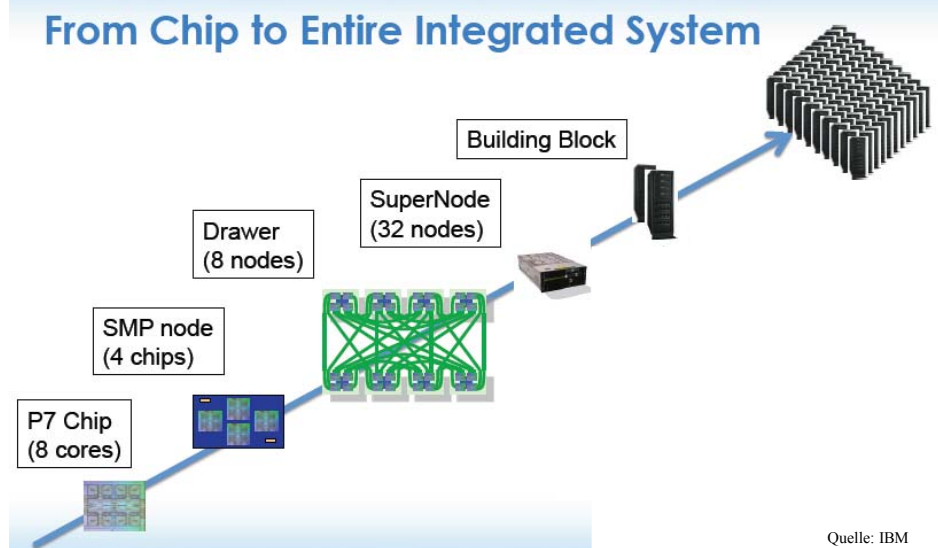 From Chip to Entire Integrated System
Building Block
SuperNode
(32 nodes)
Drawer
(8 nodes)
SMP node
(4 chips)
P7 Chip
(8 cores)
Quelle: IBM